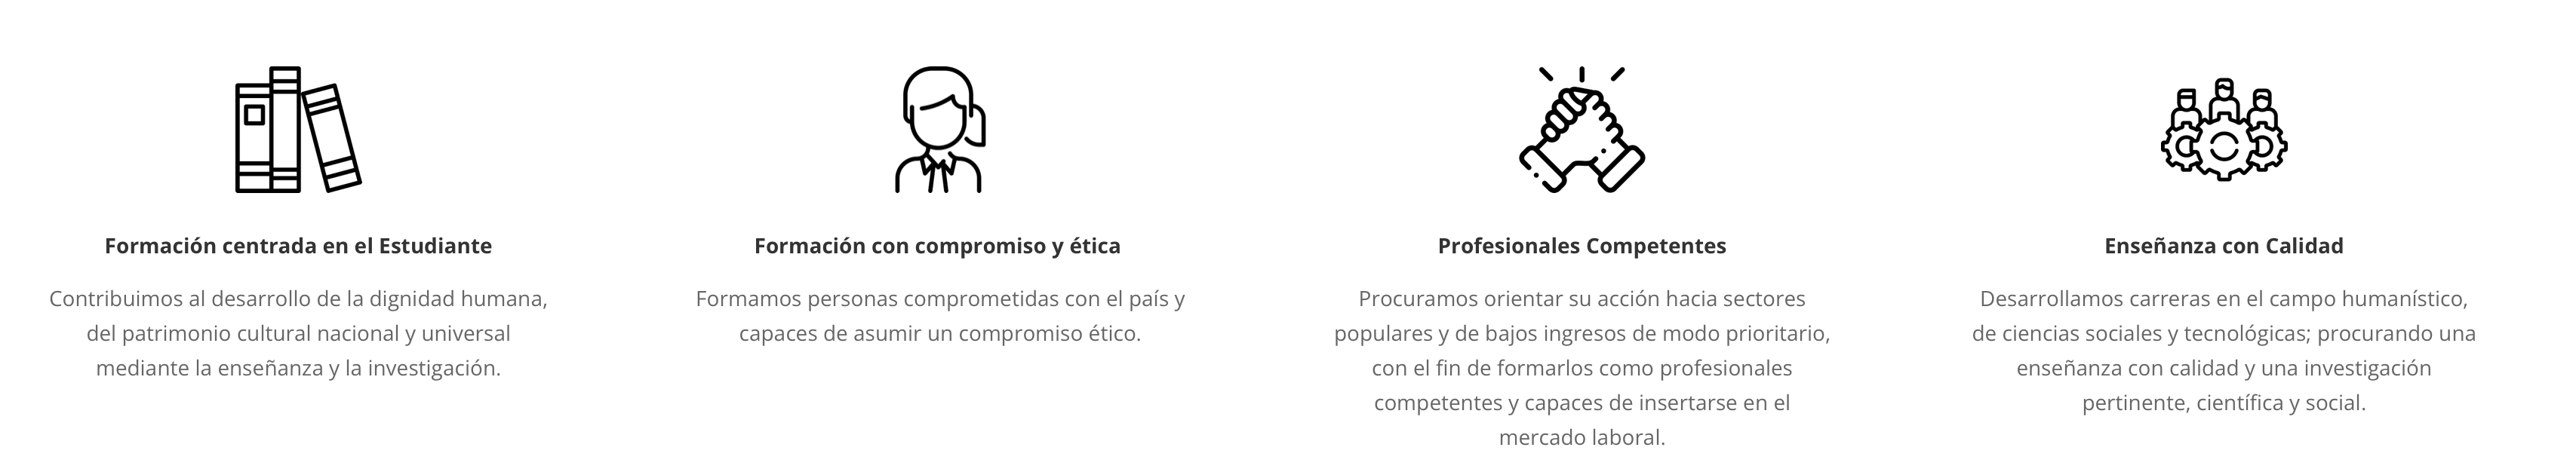 Formación centrada en el Estudiante
Contribuimos al desarrollo de la dignidad humana,
del patrimonio cultural nacional y universal
mediante la enseñanza y la investigación.
Formación con compromiso y ética
Formamos personas comprometidas con el país y
capaces de asumir un compromiso ético.
Profesionales Competentes
Procuramos orientar su acción hacia sectores
populares y de bajos ingresos de modo prioritario,
con el fin de formarlos como profesionales
competentes y capaces de insertarse en el
mercado laboral.
Enseñanza con Calidad
Desarrollamos carreras en el campo humanístico,
de ciencias sociales y tecnológicas; procurando una
enseñanza con calidad y una investigación
pertinente, científica y social.